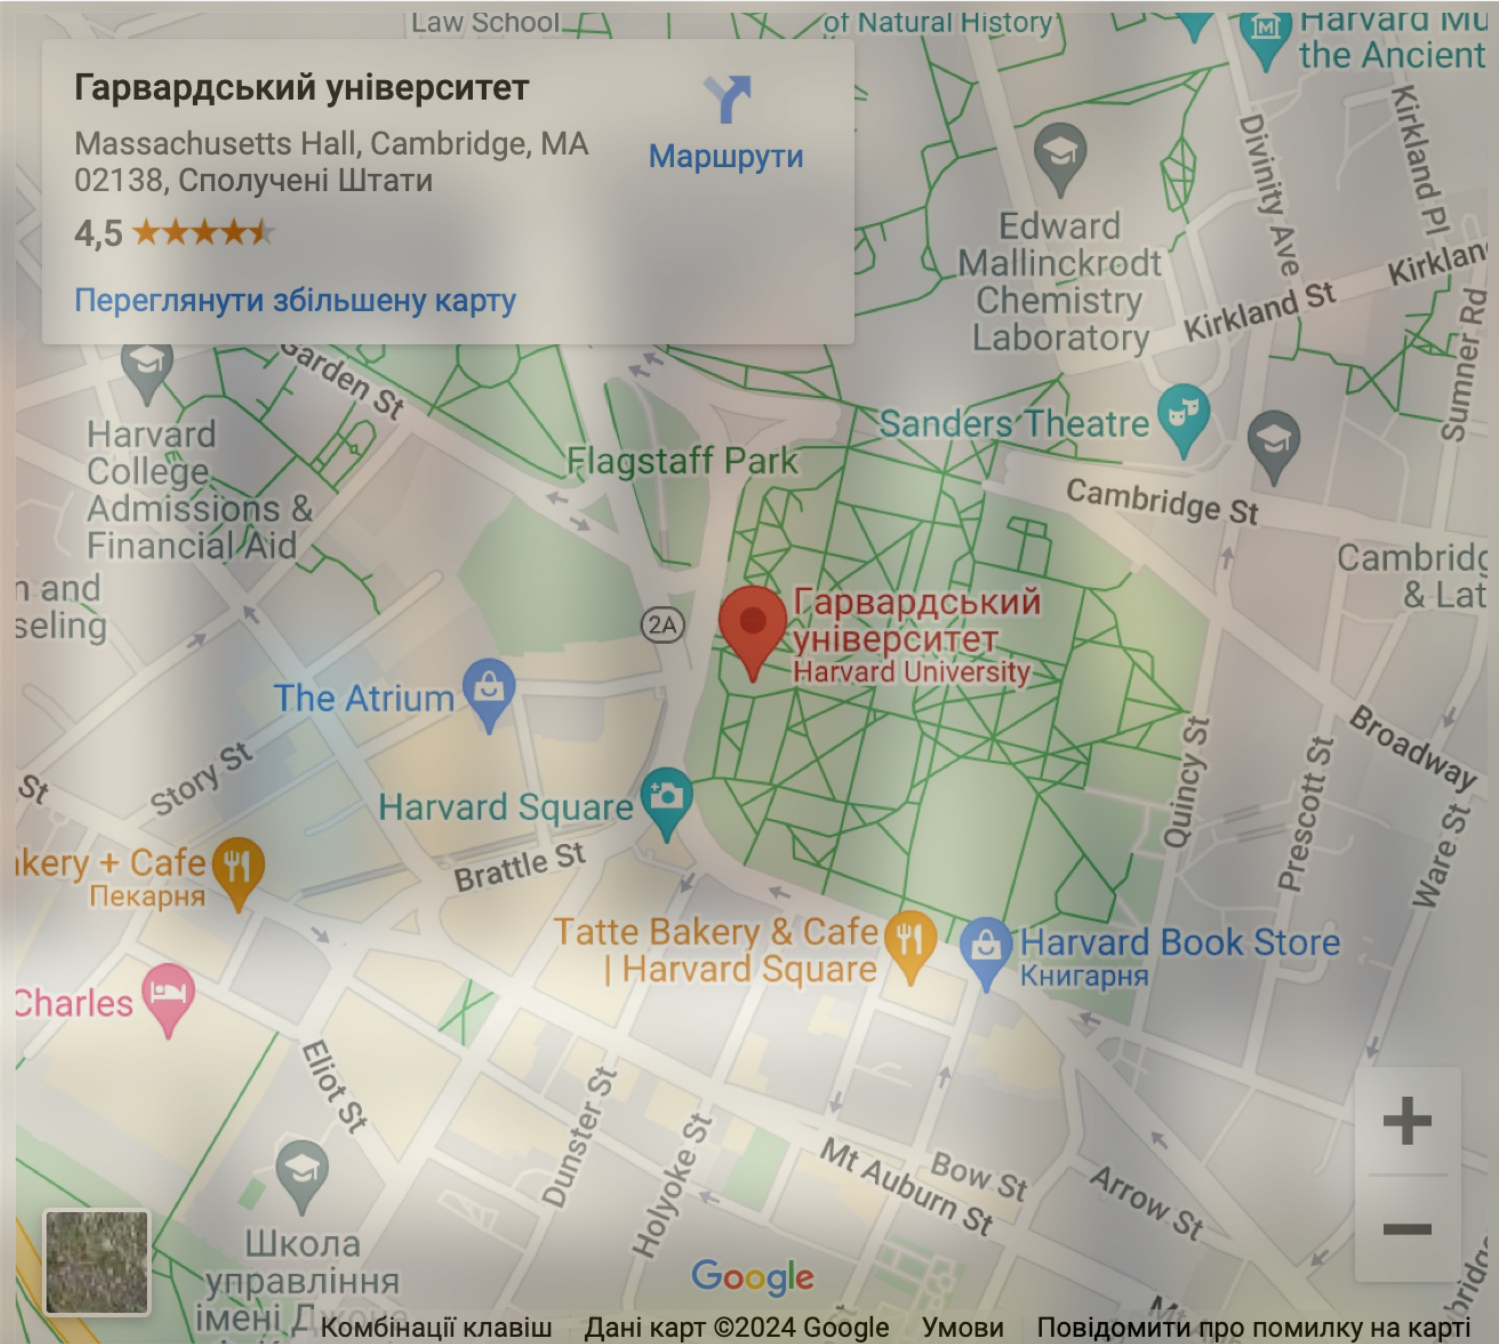 Law School
of Natural History
Harvard Mu
the Ancient
Гарвардський університет
Massachusetts Hall, Cambridge, MA
02138, Сполучені Штати
4,5
Маршрути
Переглянути збільшену карту
Edward
Mallinckrodt
Chemistry
Laboratory
Divinity Ave
Kirkland Pl
Kirkland St
Kirklan
Sumner Rd
Garden St
Harvard
College
Admissions &
Financial Aid
Sanders Theatre
Flagstaff Park
Cambridge St
Cambridg
& Lat
n and
seling
2A
Гарвардський
університет
Harvard University
The Atrium
Broadway
Story St
St
Quincy St
Prescott St
Ware St
Harvard Square
Brattle St
kery + Cafe
Пекарня
Tatte Bakery & Cafe
| Harvard Square
Harvard Book Store
Книгарня
Charles
Eliot St
Dunster St
Holyoke St
Mt Auburn St
Bow St
Arrow St
Школа
управління
імені Джона
Google
bridge
Комбінації клавіш
Дані карт ©2024 Google
Умови
Повідомити про помилку на карті